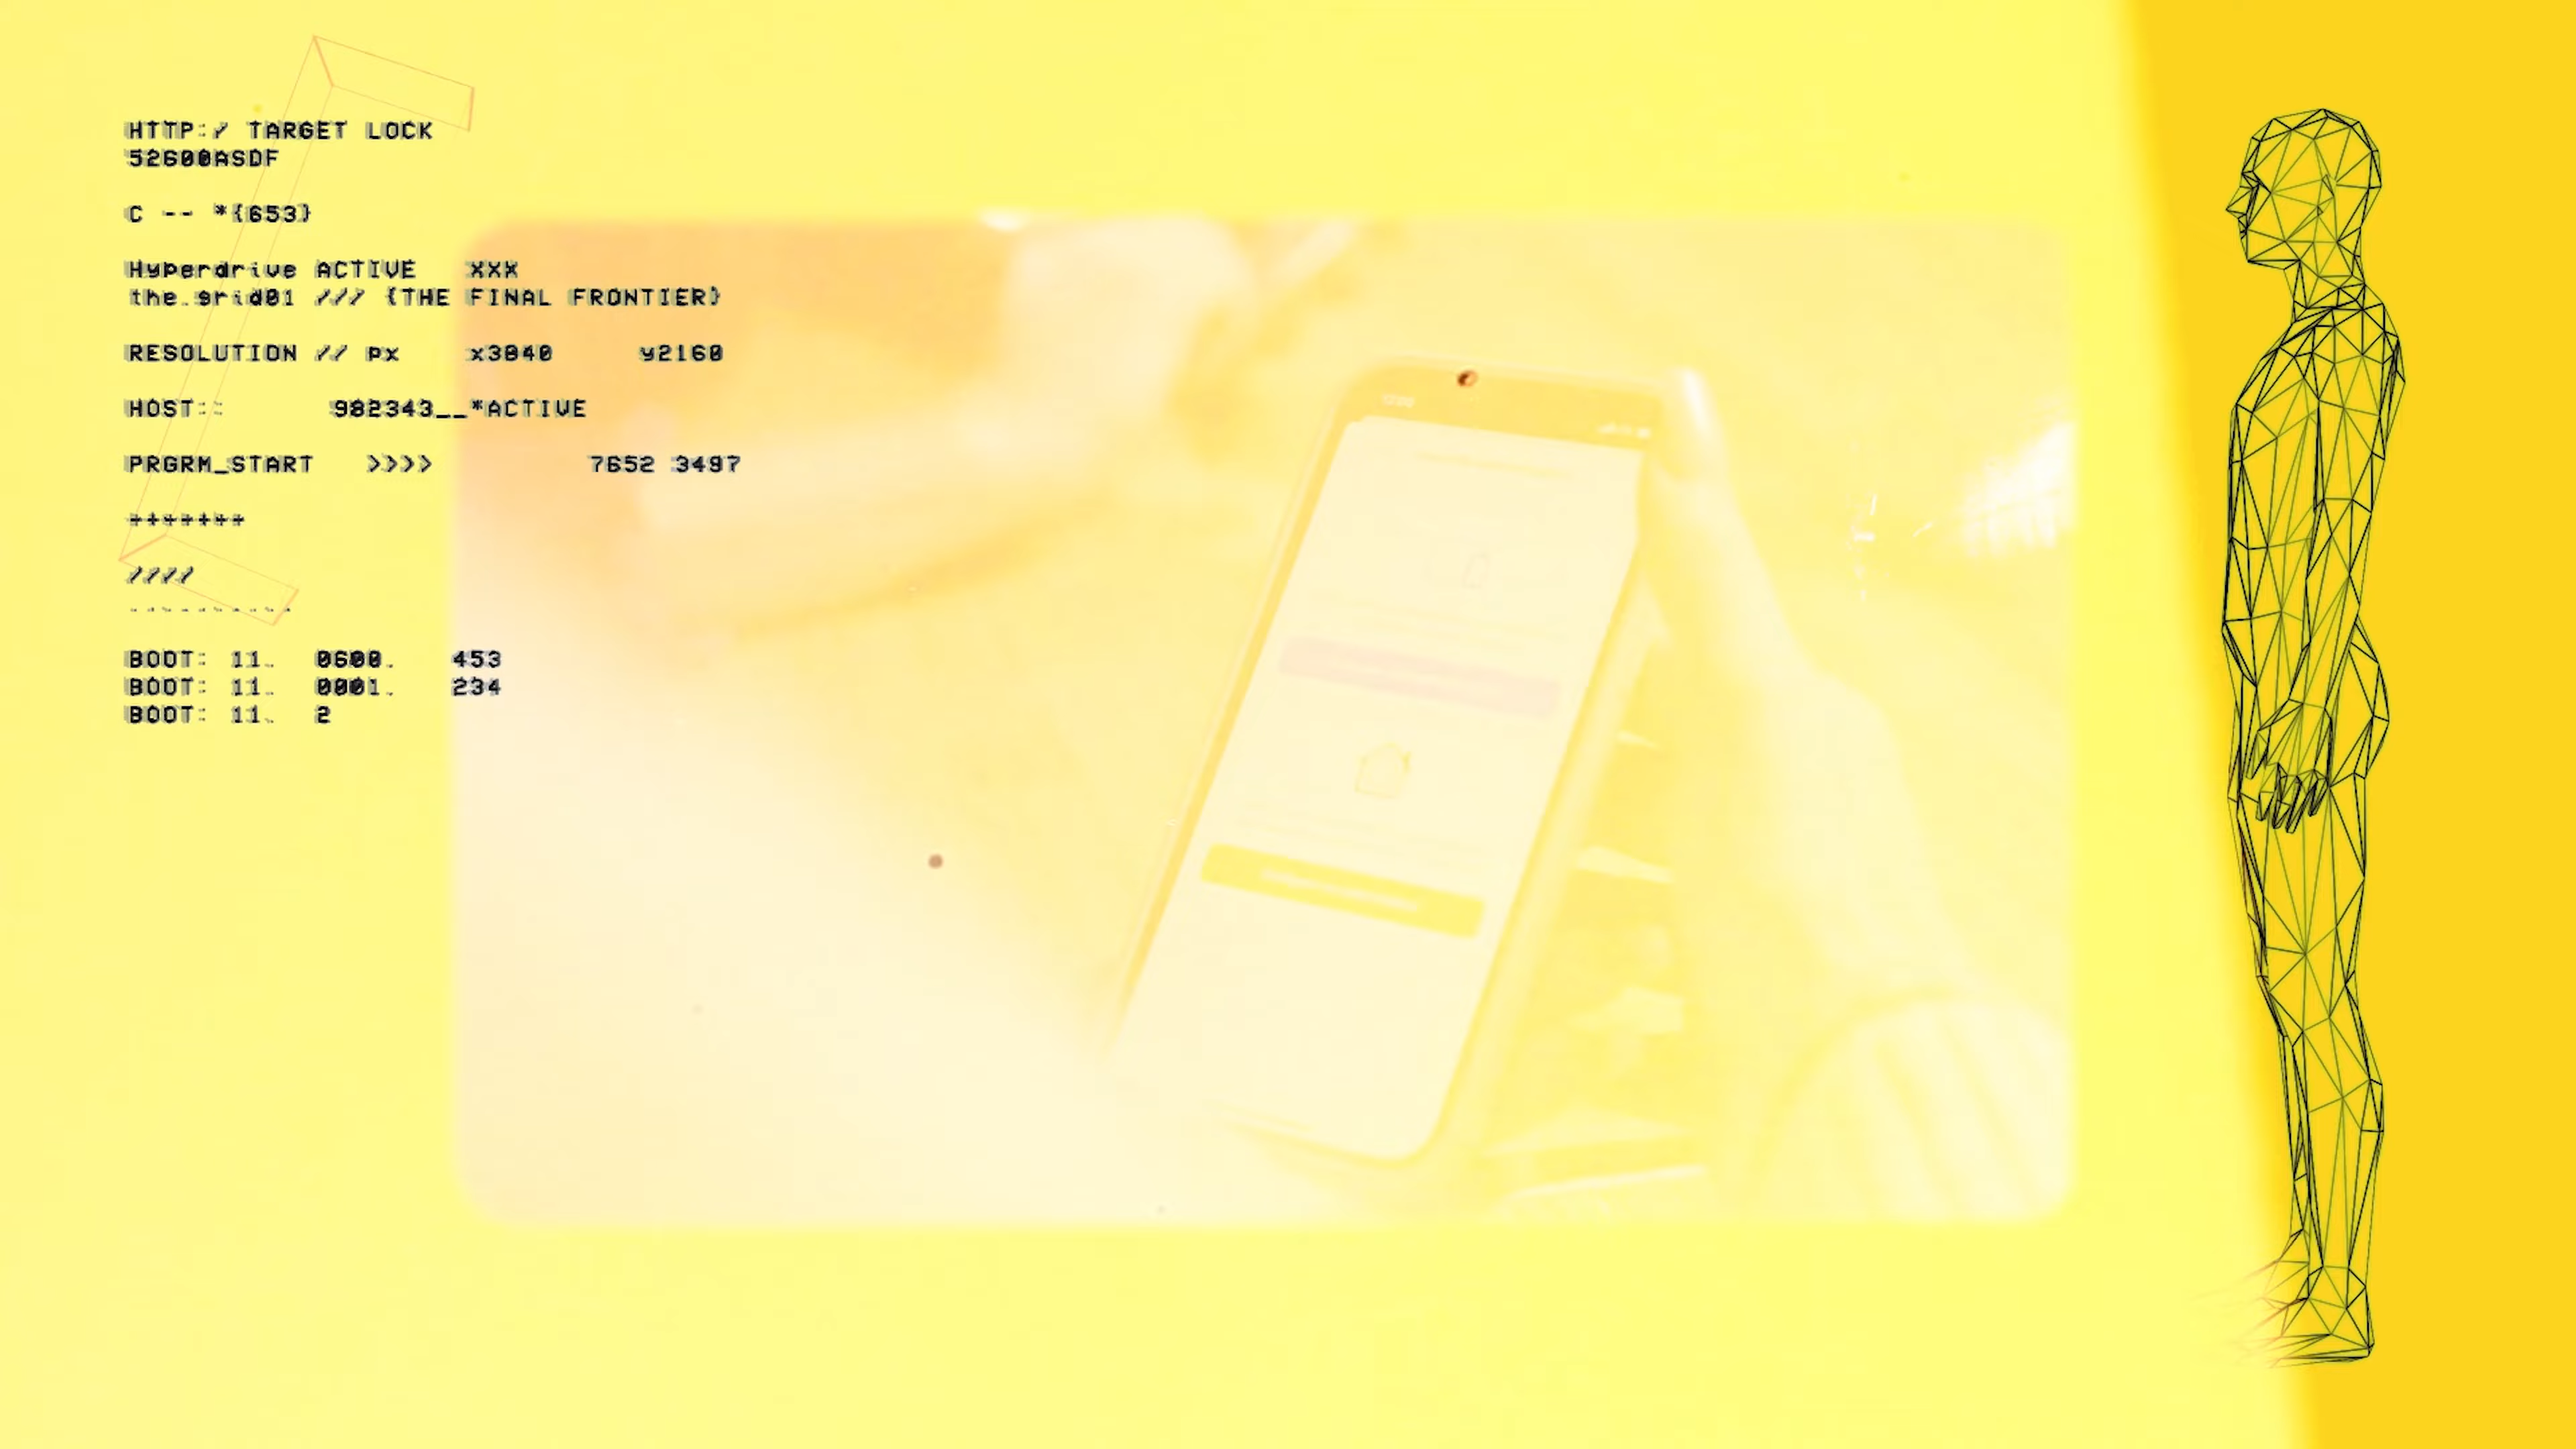 HTTP:/ TARGET LOCK
52600ASDF
C -- *{653}
Hyperdrive ACTIVE XXX
the.grid01 /// {THE FINAL FRONTIER}
RESOLUTION // px x3840 y2160
HOST:: 982343__*ACTIVE
PRGRM_START >>>> 7652 3497
+++++++
////
----------
BOOT: 11. 0600. 453
BOOT: 11. 0001. 234
BOOT: 11. 2